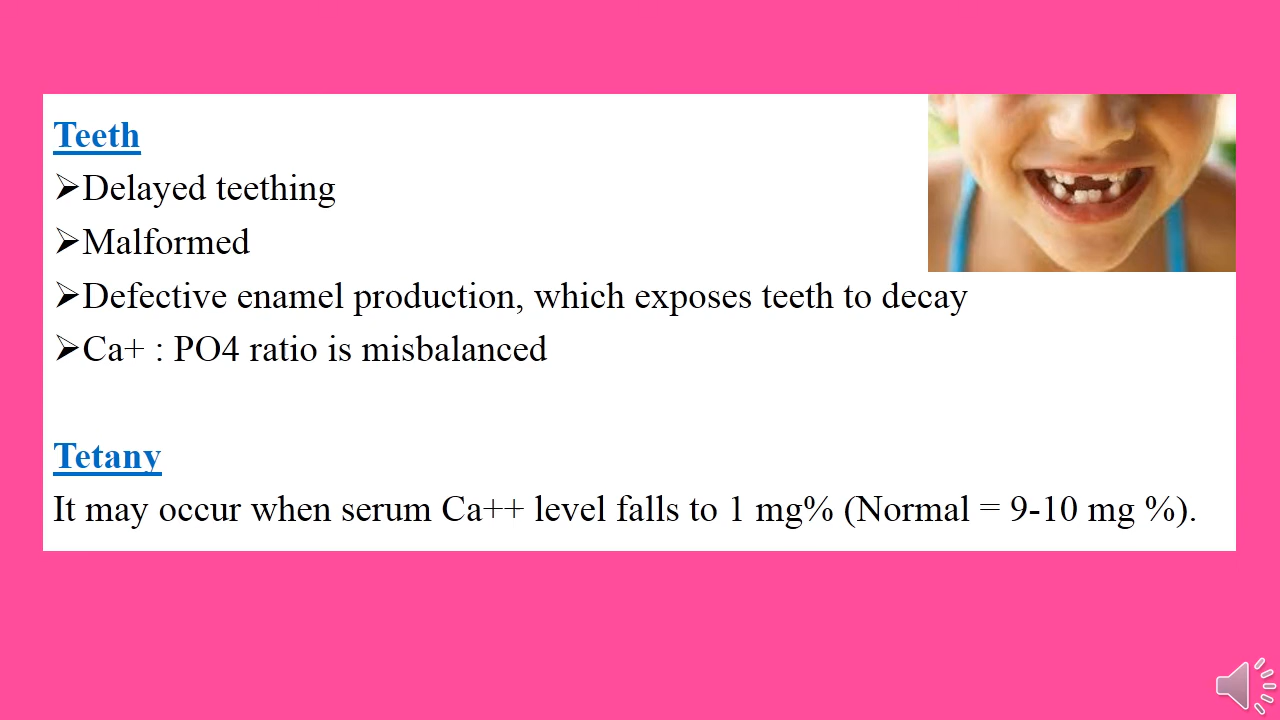 Teeth
➢Delayed teething
➢Malformed
➢Defective enamel production, which exposes teeth to decay
➢Ca+ : PO4 ratio is misbalanced
Tetany
It may occur when serum Ca++ level falls to 1 mg% (Normal = 9-10 mg %).